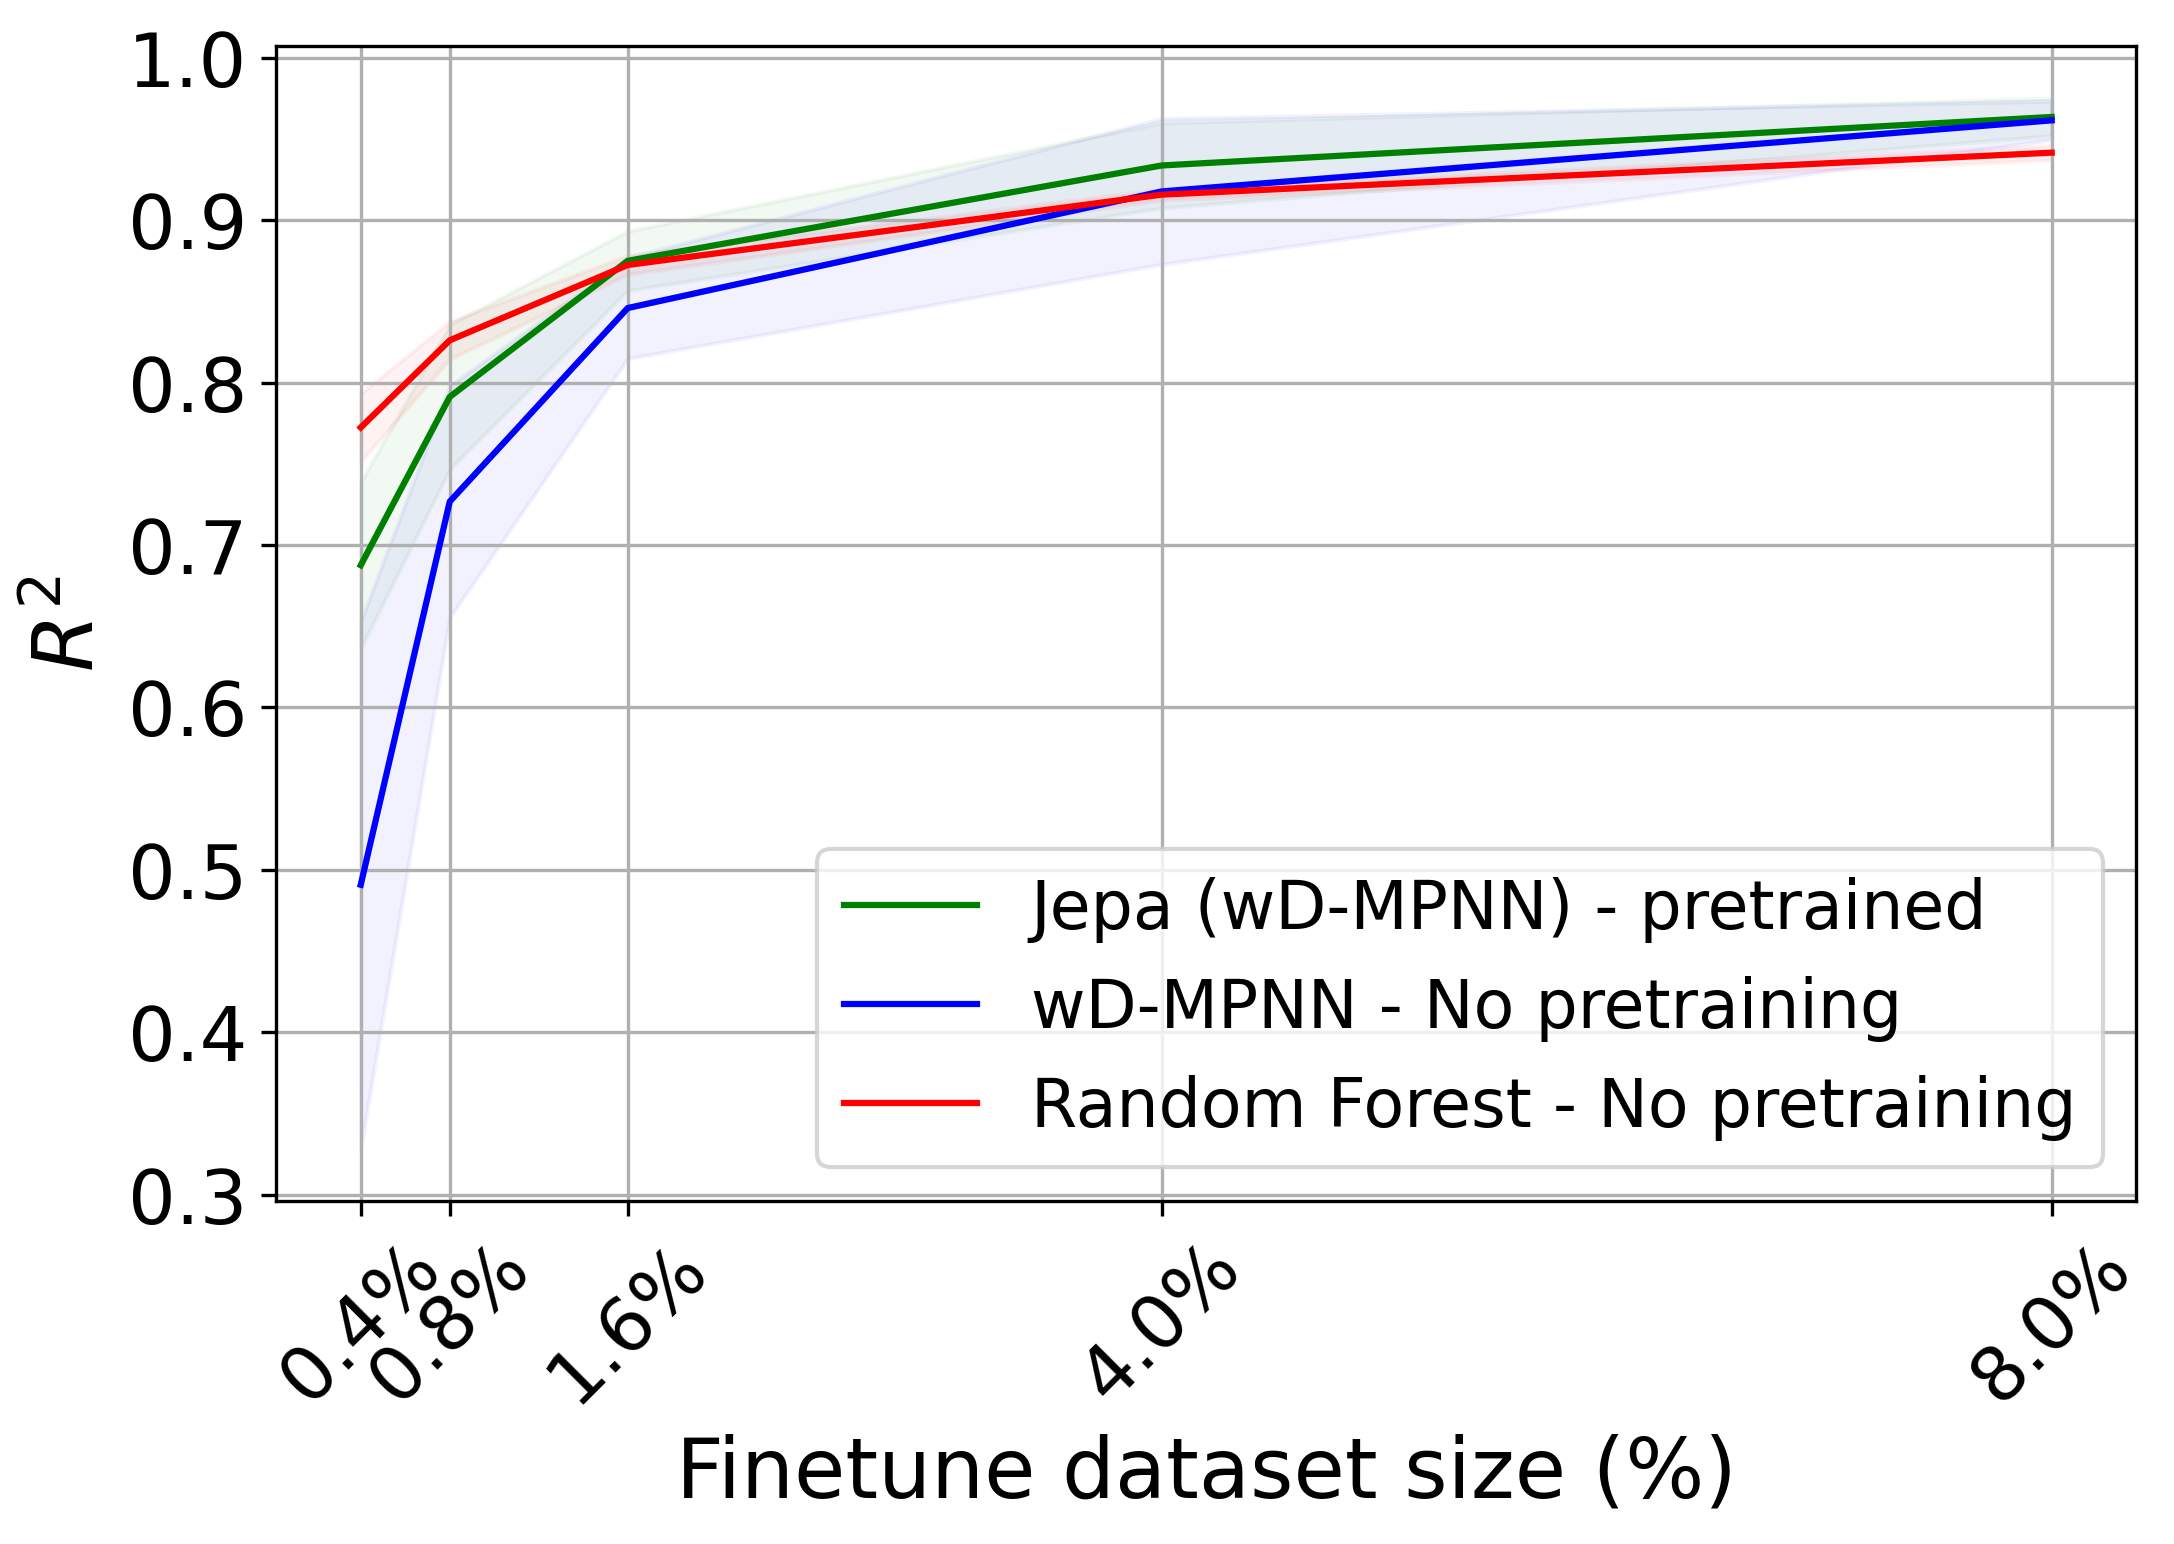 1.0
0.9
0.8
0.7
0.6
0.5
0.4
0.3
R²
Jepa (wD-MPNN) - pretrained
wD-MPNN - No pretraining
Random Forest - No pretraining
0.4%
0.8%
1.6%
4.0%
8.0%
Finetune dataset size (%)